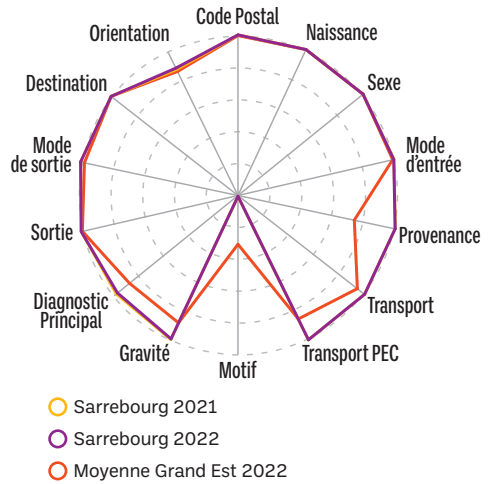 Code Postal
Naissance
Sexe
Mode
d'entrée
Provenance
Transport
Transport PEC
Motif
Gravité
Diagnostic
Principal
Sortie
Mode
de sortie
Destination
Orientation
Sarrebourg 2021
Sarrebourg 2022
Moyenne Grand Est 2022